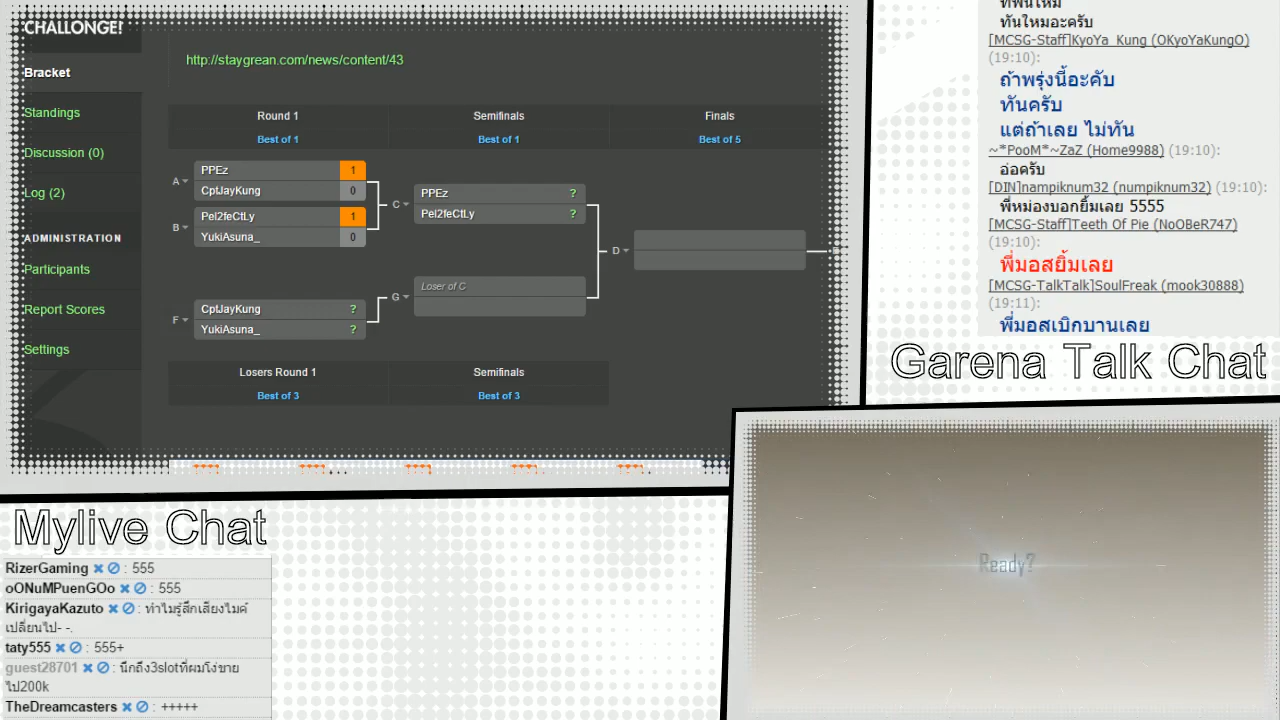 CHALLONGE!
Bracket
Standings
Discussion (0)
Log (2)
ADMINISTRATION
Participants
Report Scores
Settings
http://staygrean.com/news/content/43
Round 1
Semifinals
Finals
Best of 1
Best of 1
Best of 5
A
PPEz 1
CptJayKung 0
B
Pel2feCtLy 1
YukiAsuna_ 0
C
PPEz ?
Pel2feCtLy ?
D
G
Loser of C
F
CptJayKung ?
YukiAsuna_ ?
Losers Round 1
Semifinals
Best of 3
Best of 3
ทันใหมอะครับ
[MCSG-Staff]KyoYa_Kung (OKyoYaKungO)
(19:10):
ถ้าพรุ่งนี้อะคับ
ทันครับ
แต่ถ้าเลย ไม่ทัน
~*PooM*~ZaZ (Home9988) (19:10):
อ่อครับ
[DIN]nampiknum32 (numpiknum32) (19:10):
พี่หม่องบอกยิ้มเลย 5555
[MCSG-Staff]Teeth Of Pie (NoOBeR747)
(19:10):
พี่มอสยิ้มเลย
[MCSG-TalkTalk]SoulFreak (mook30888)
(19:11):
พี่มอสเบิกบานเลย
Garena Talk Chat
Ready?
Mylive Chat
RizerGaming : 555
oONuMPuenGOo : 555
KirigayaKazuto : ทำไมรู้สึกเสียงไมค์
เปลี่ยนไป- -.
taty555 : 555+
guest28701 : นึกถึง3slotที่ผมโง่ขาย
ไป200k
TheDreamcasters : +++++